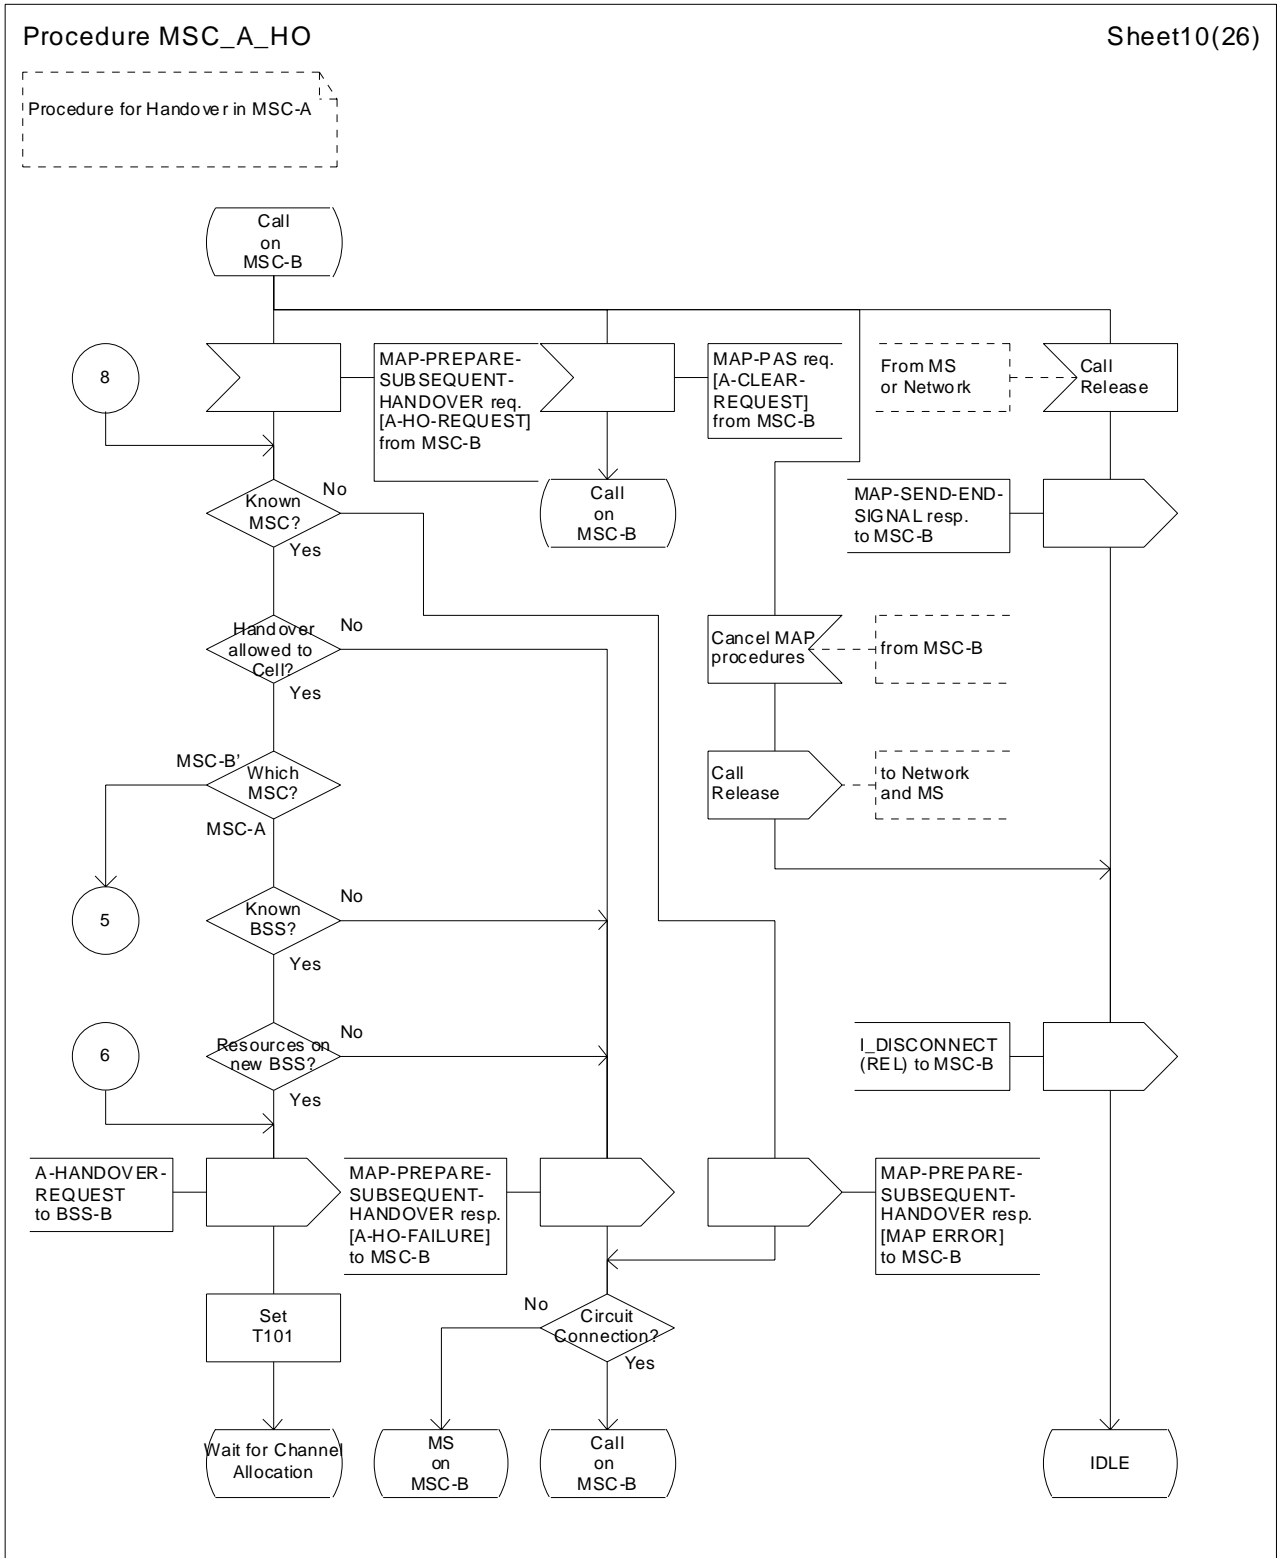 Procedure MSC_A_HO
Sheet10(26)
Procedure for Handover in MSC-A
Call
on
MSC-B
8
MAP-PREPARE-
SUBSEQUENT-
HANDOVER req.
[A-HO-REQUEST]
from MSC-B
MAP-PAS req.
[A-CLEAR-
REQUEST]
from MSC-B
From MS
or Network
Call
Release
Known
MSC?
No
Yes
Call
on
MSC-B
MAP-SEND-END-
SIGNAL resp.
to MSC-B
Handover
allowed to
Cell?
No
Yes
Cancel MAP
procedures
from MSC-B
MSC-B'
Which
MSC?
MSC-A
Call
Release
to Network
and MS
5
Known
BSS?
No
Yes
6
Resources on
new BSS?
No
Yes
I_DISCONNECT
(REL) to MSC-B
A-HANDOVER-
REQUEST
to BSS-B
MAP-PREPARE-
SUBSEQUENT-
HANDOVER resp.
[A-HO-FAILURE]
to MSC-B
MAP-PREPARE-
SUBSEQUENT-
HANDOVER resp.
[MAP ERROR]
to MSC-B
Set
T101
No
Circuit
Connection?
Yes
Wait for Channel
Allocation
MS
on
MSC-B
Call
on
MSC-B
IDLE